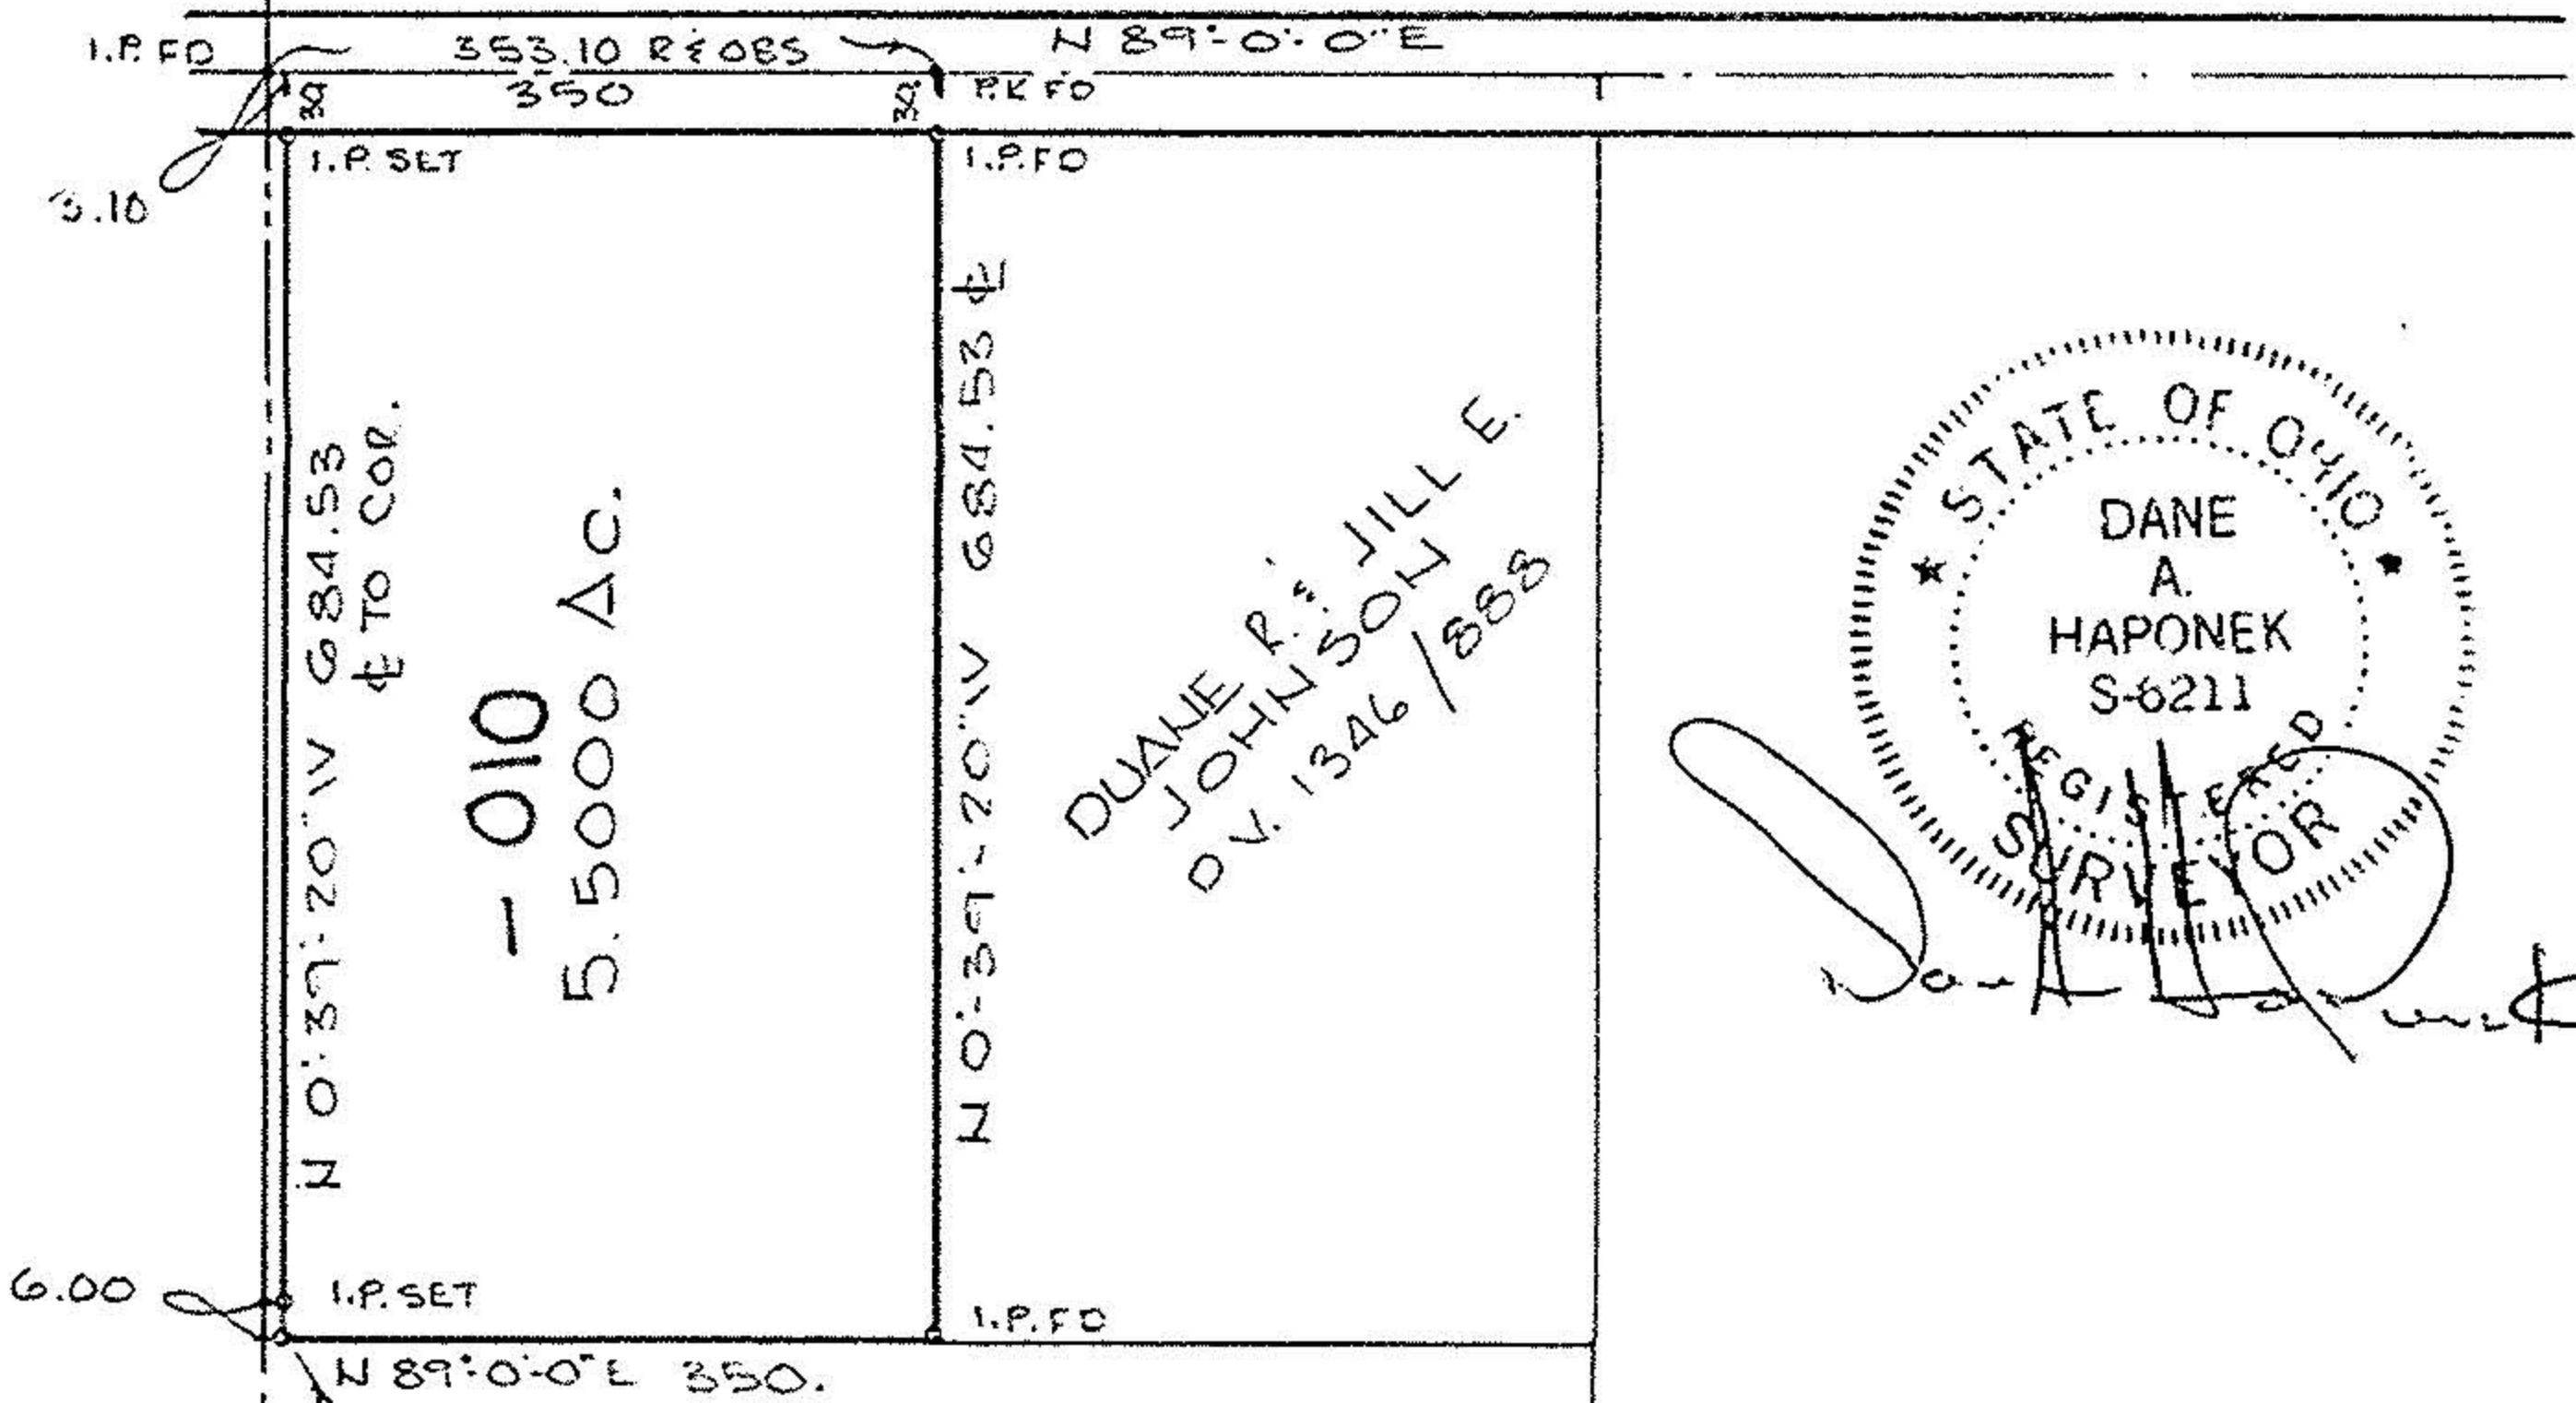 I.P. FD
353.10 R & OBS
N 89°-0'-0" E
350
30'
30'
P.K FD
I.P. SET
I.P. FD
3.10
N 0°-39'-20" W 684.53
℄ TO COR.
-010
5.5000 AC.
N 0°-39'-20" W 684.53 ℄
DUANE R. & JILL E.
JOHNSON
D.V. 1346/888
STATE OF OHIO
DANE
A.
HAPONEK
S-6211
REGISTERED
SURVEYOR
6.00
I.P. SET
I.P. FD
N 89°-0'-0" E 350.